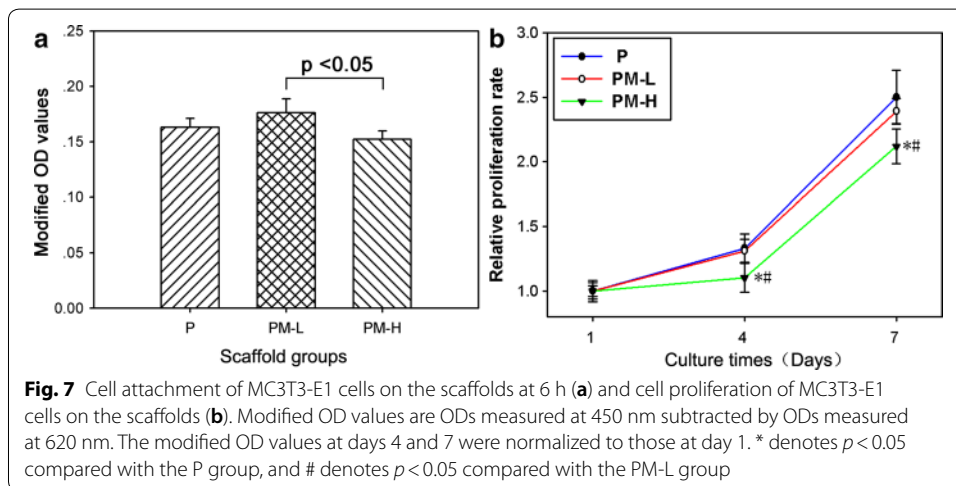 a
Modified OD values
.25
.20
.15
.10
.05
0.00
p <0.05
P PM-L PM-H
Scaffold groups
b
Relative proliferation rate
3.0
2.5
2.0
1.5
1.0
P
PM-L
PM-H
*#
*#
1 4 7
Culture times（Days）
Fig. 7 Cell attachment of MC3T3-E1 cells on the scaffolds at 6 h (a) and cell proliferation of MC3T3-E1
cells on the scaffolds (b). Modified OD values are ODs measured at 450 nm subtracted by ODs measured
at 620 nm. The modified OD values at days 4 and 7 were normalized to those at day 1. * denotes p < 0.05
compared with the P group, and # denotes p < 0.05 compared with the PM-L group